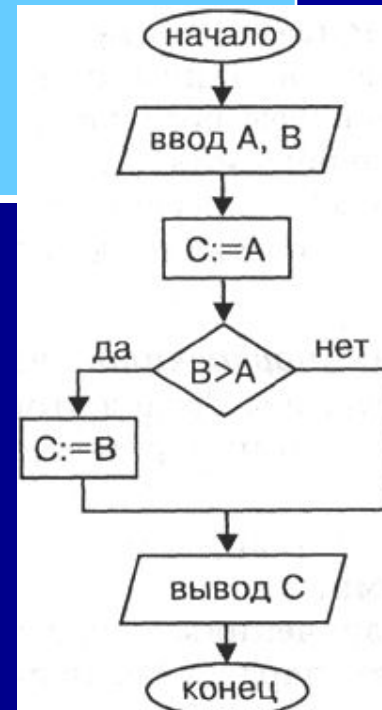 начало
ввод А, В
С:=А
да
В>А
нет
С:=В
вывод С
конец